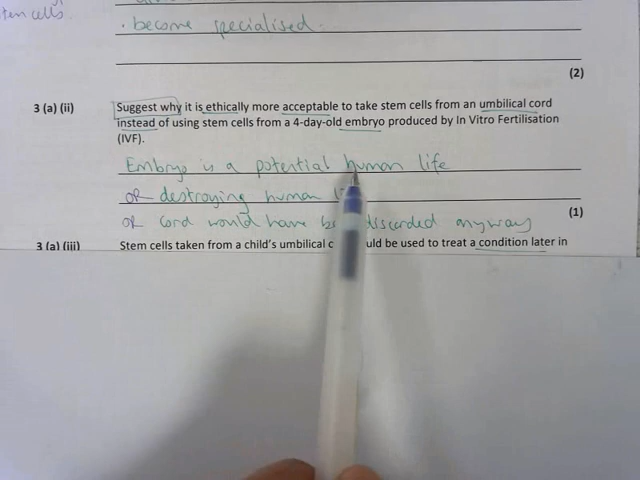 stem cells.
• become specialised.
(2)
3 (a) (ii) Suggest why it is ethically more acceptable to take stem cells from an umbilical cord
instead of using stem cells from a 4-day-old embryo produced by In Vitro Fertilisation
(IVF).
Embryo is a potential human life
OR destroying human
OR cord would have discarded anyway
(1)
3 (a) (iii) Stem cells taken from a child's umbilical be used to treat a condition later in